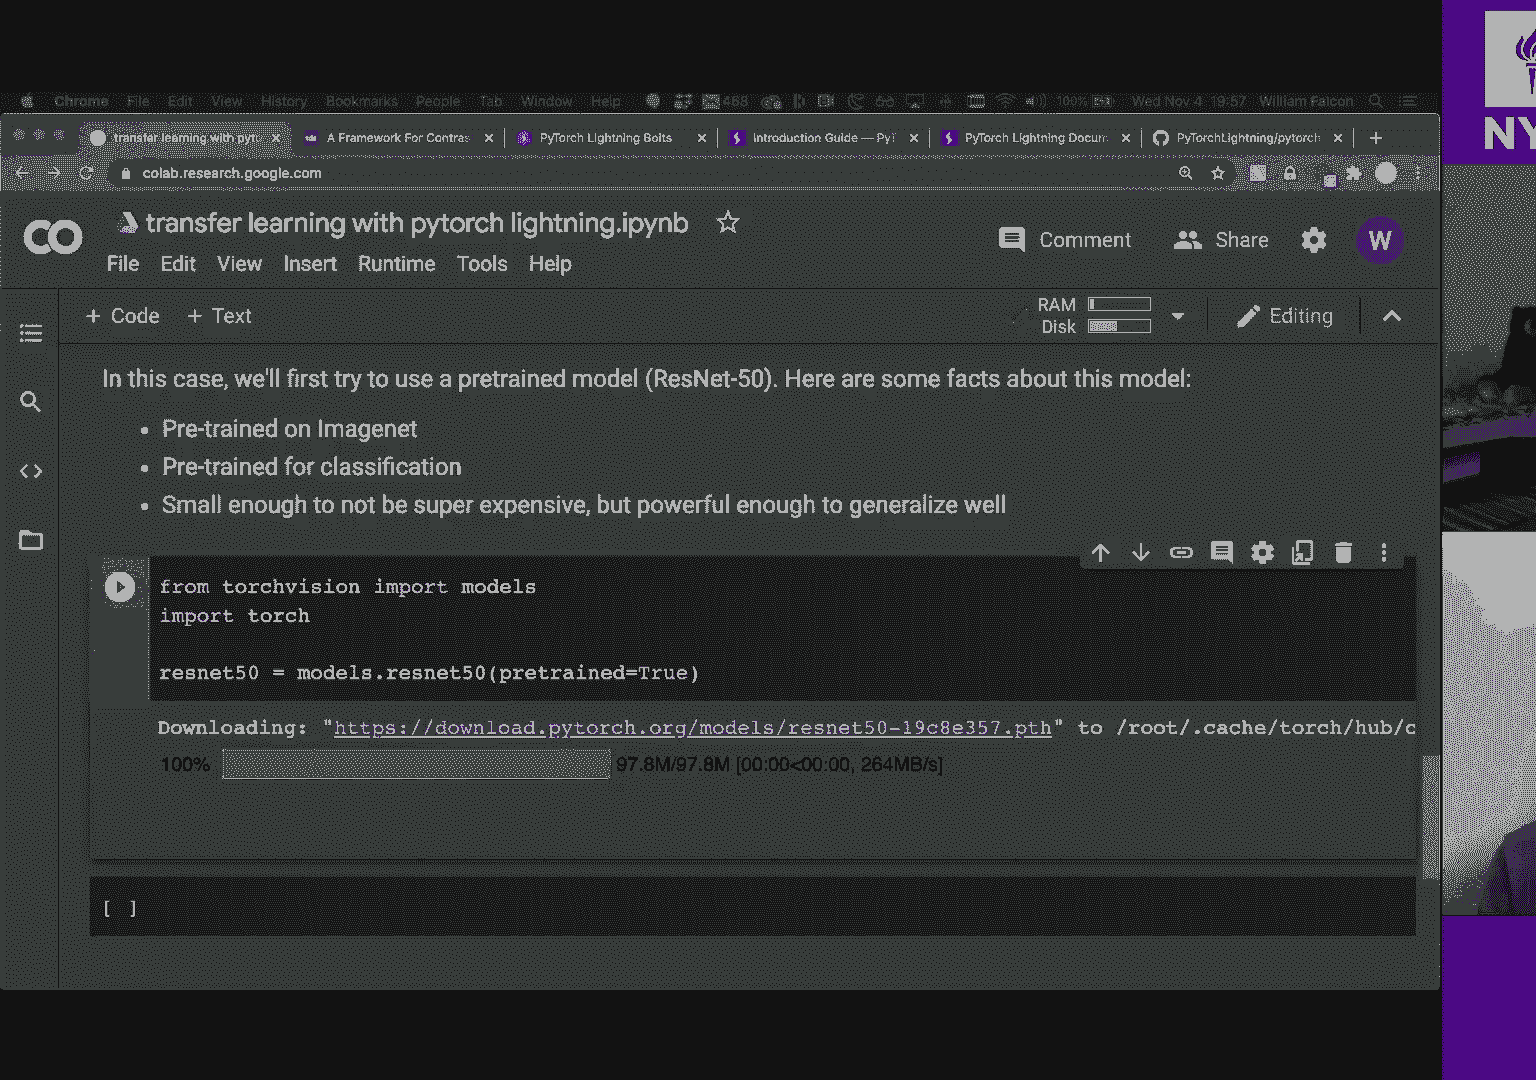 Chrome File Edit View History Bookmarks People Tab Window Help 468 100% Wed Nov 4 19:57 William Falcon
transfer learning with pyto A Framework For Contras PyTorch Lightning Bolts Introduction Guide — PyT PyTorch Lightning Docum PyTorchLightning/pytorch
colab.research.google.com
CO transfer learning with pytorch lightning.ipynb
Comment Share W
File Edit View Insert Runtime Tools Help
+ Code + Text RAM Disk Editing
In this case, we'll first try to use a pretrained model (ResNet-50). Here are some facts about this model:
• Pre-trained on Imagenet
• Pre-trained for classification
• Small enough to not be super expensive, but powerful enough to generalize well
from torchvision import models
import torch
resnet50 = models.resnet50(pretrained=True)
Downloading: "https://download.pytorch.org/models/resnet50-19c8e357.pth" to /root/.cache/torch/hub/c
100% 97.8M/97.8M [00:00<00:00, 264MB/s]
[ ]
NY